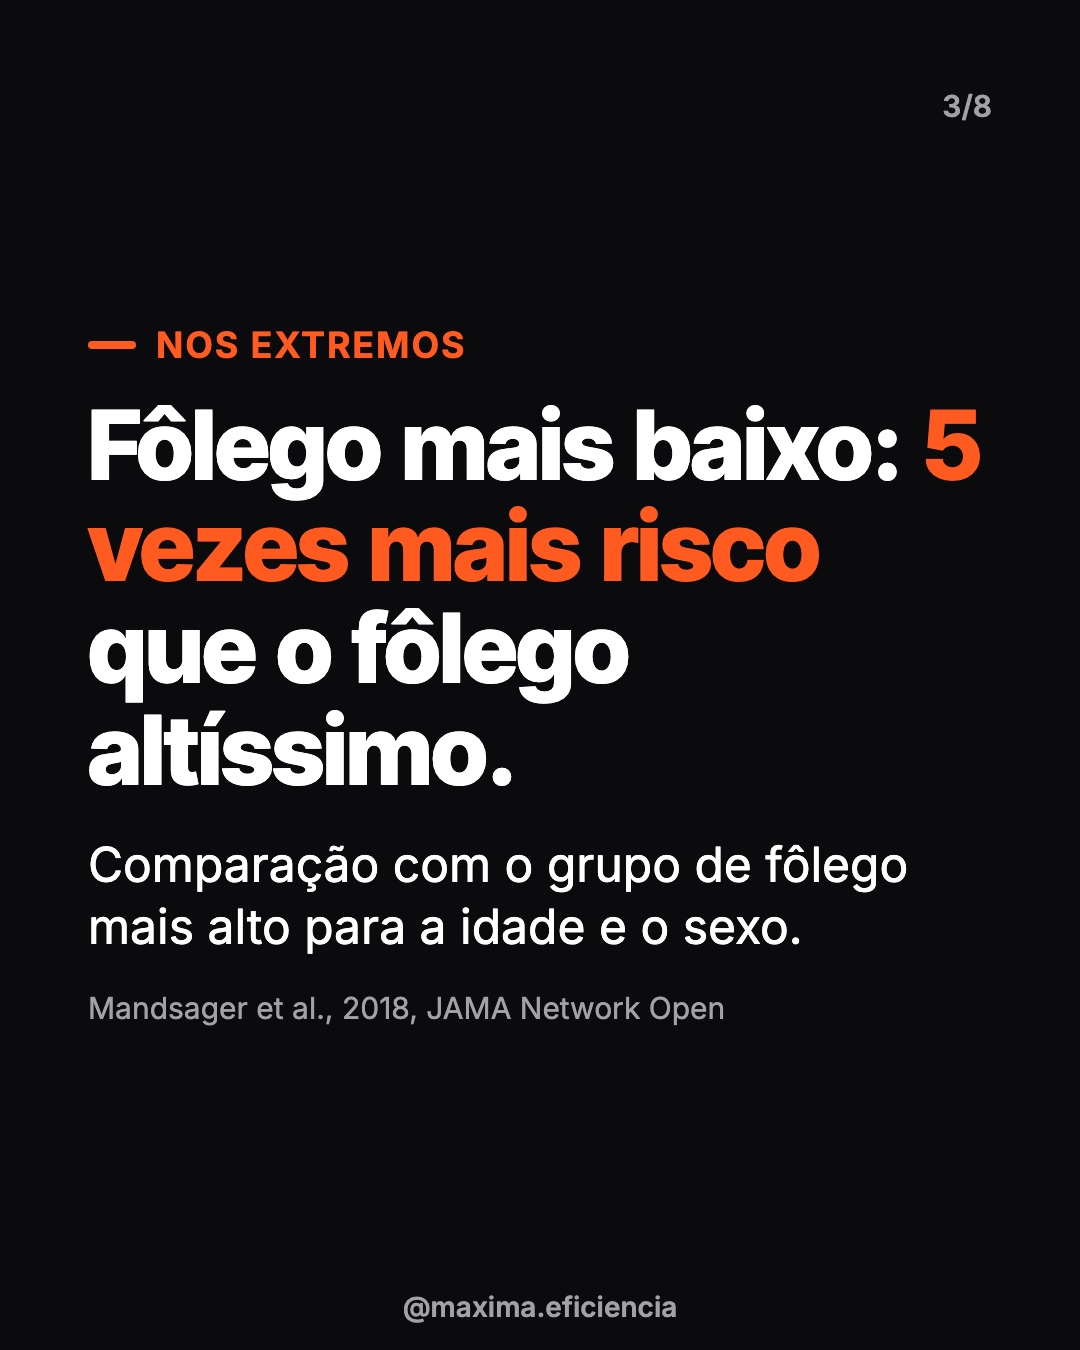 3/8
NOS EXTREMOS
Fôlego mais baixo: 5
vezes mais risco
que o fôlego
altíssimo.
Comparação com o grupo de fôlego
mais alto para a idade e o sexo.
Mandsager et al., 2018, JAMA Network Open
@maxima.eficiencia